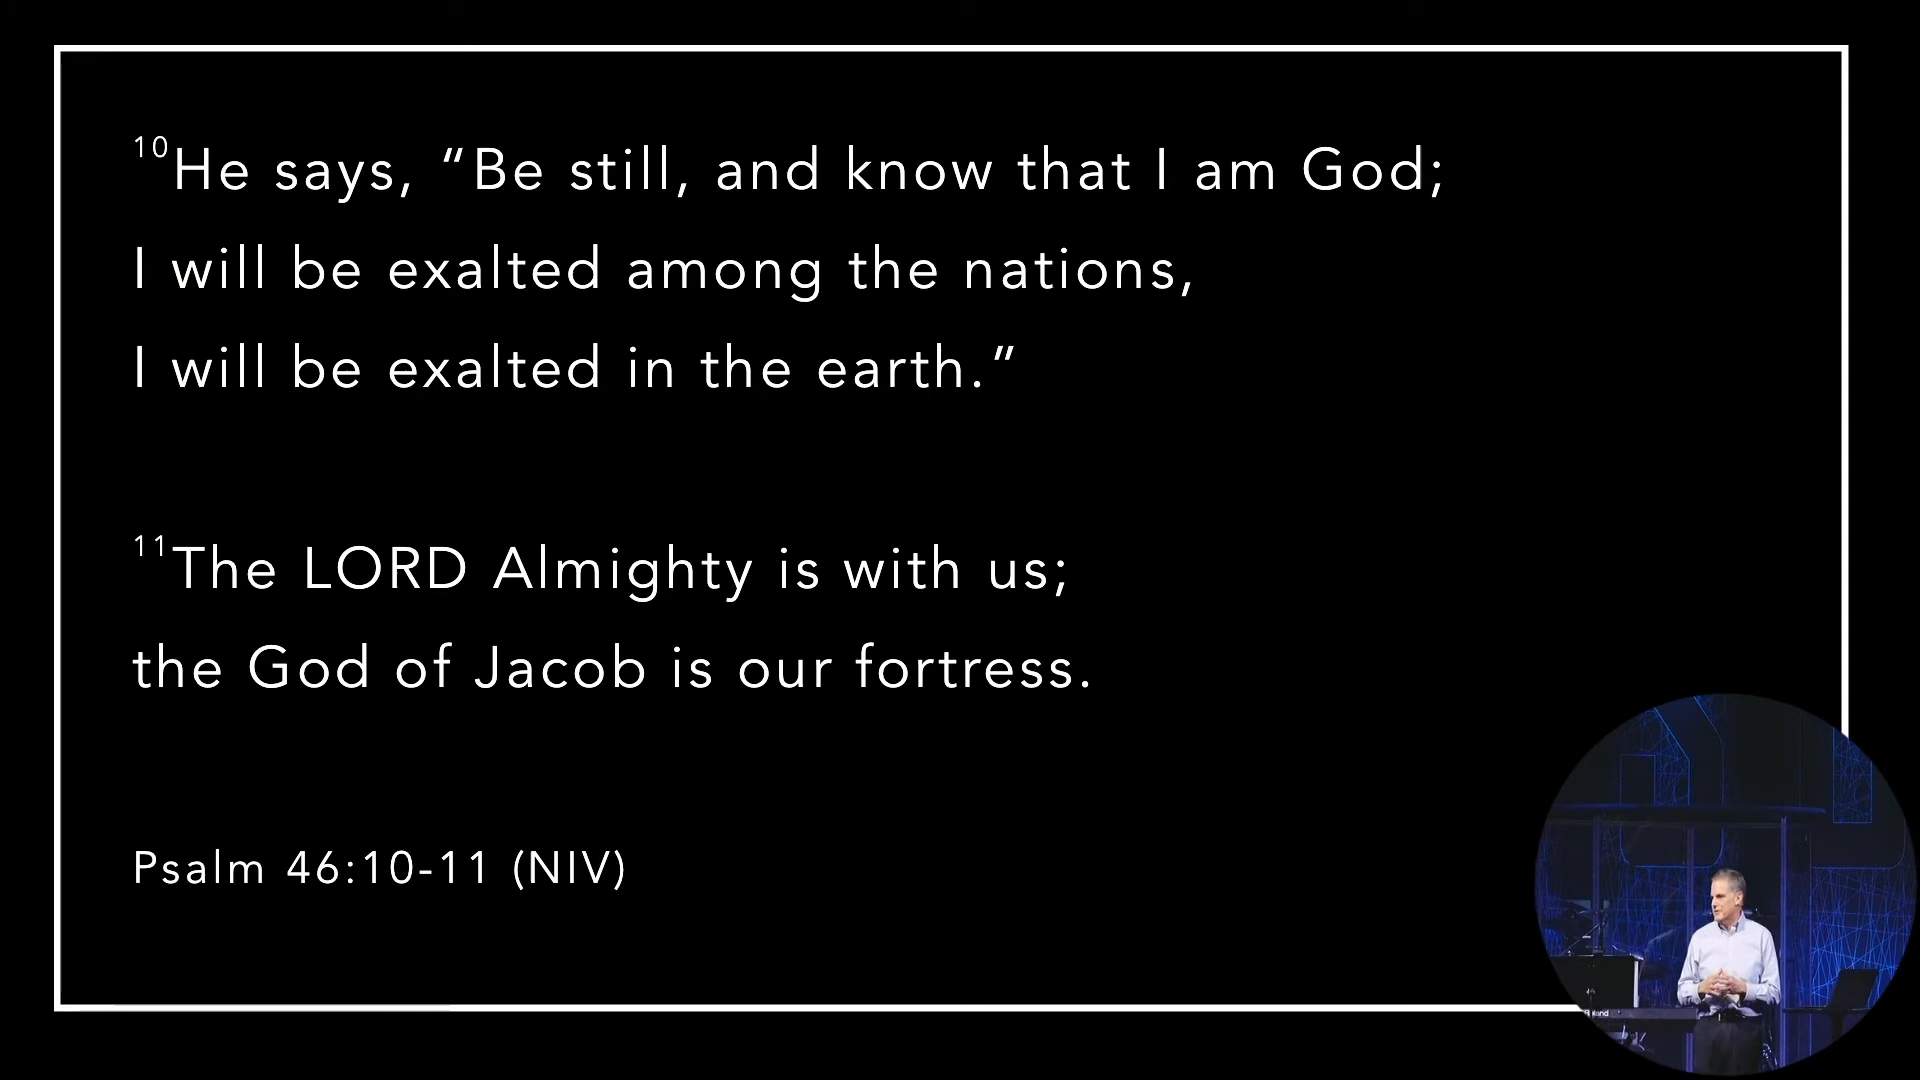 10He says, “Be still, and know that I am God;
I will be exalted among the nations,
I will be exalted in the earth.”
11The LORD Almighty is with us;
the God of Jacob is our fortress.
Psalm 46:10-11 (NIV)